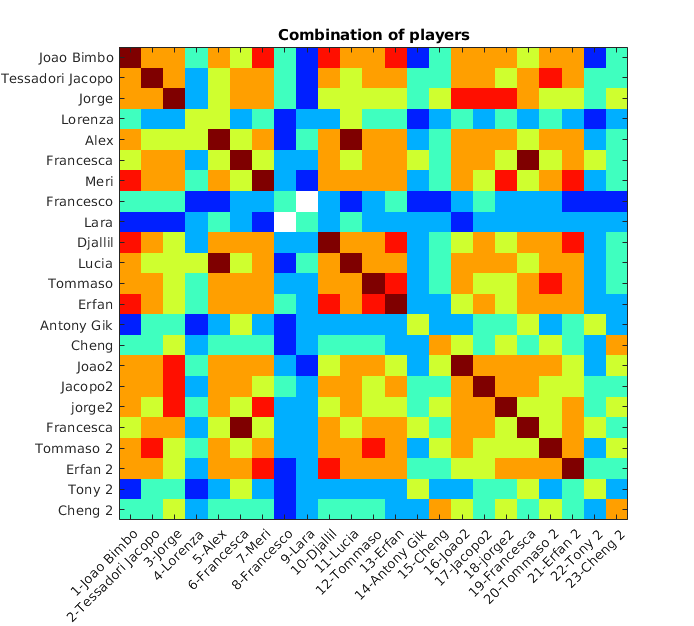 Combination of players
Joao Bimbo
Tessadori Jacopo
Jorge
Lorenza
Alex
Francesca
Meri
Francesco
Lara
Djallil
Lucia
Tommaso
Erfan
Antony Gik
Cheng
Joao2
Jacopo2
jorge2
Francesca
Tommaso 2
Erfan 2
Tony 2
Cheng 2
1-Joao Bimbo
2-Tessadori Jacopo
3-Jorge
4-Lorenza
5-Alex
6-Francesca
7-Meri
8-Francesco
9-Lara
10-Djallil
11-Lucia
12-Tommaso
13-Erfan
14-Antony Gik
15-Cheng
16-Joao2
17-Jacopo2
18-Jorge2
19-Francesca
20-Tommaso 2
21-Erfan 2
22-Tony 2
23-Cheng 2